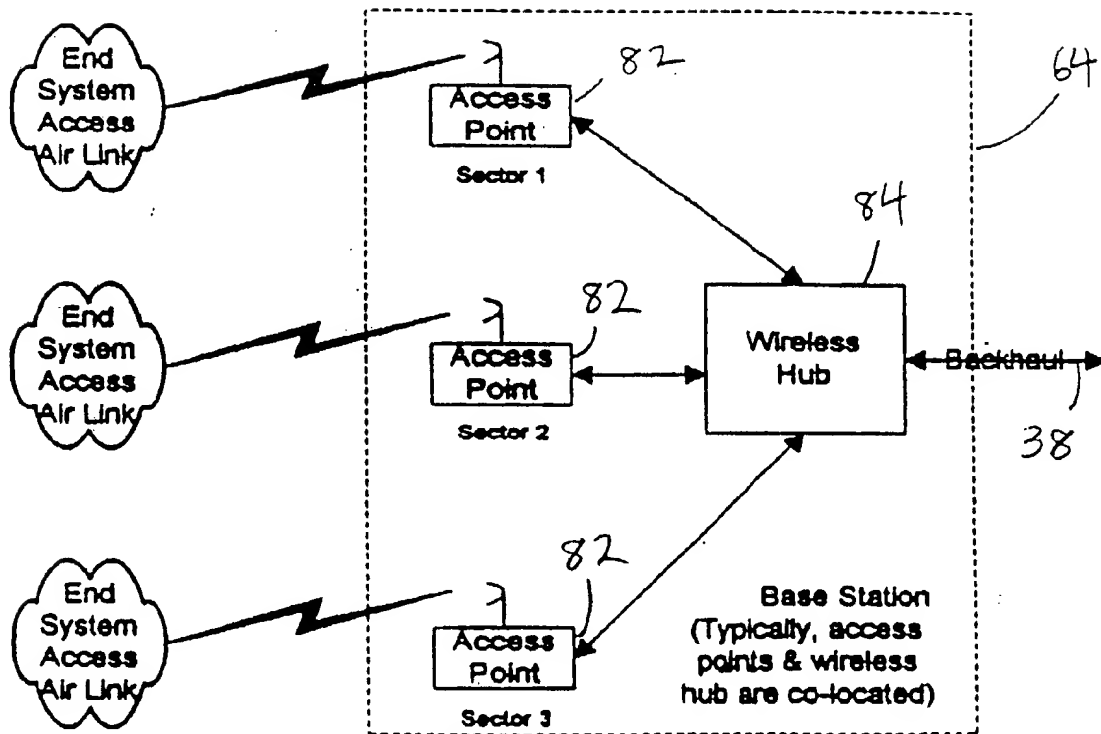 End
System
Access
Air Link
Access
Point
Sector 1
82
64
84
End
System
Access
Air Link
Access
Point
Sector 2
82
Wireless
Hub
Backhaul
38
End
System
Access
Air Link
Access
Point
Sector 3
82
Base Station
(Typically, access
points & wireless
hub are co-located)